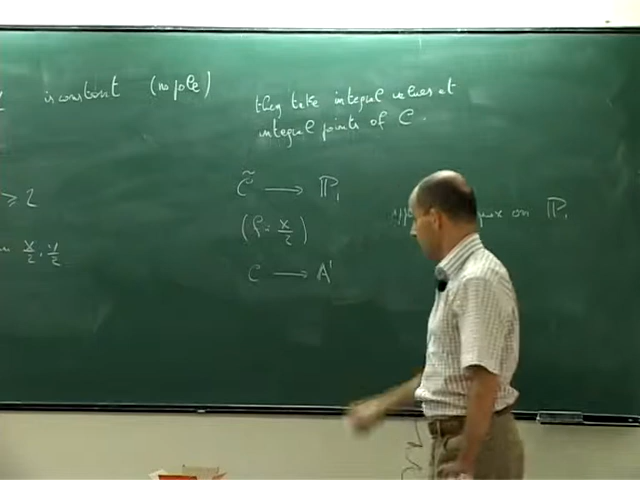 is constant (no pole)
they take integral values at
integral points of C.
C̃ ⟶ ℙ₁
≥ 2
(φ = x/z)
on ℙ₁
x/z, y/z
C ⟶ A¹